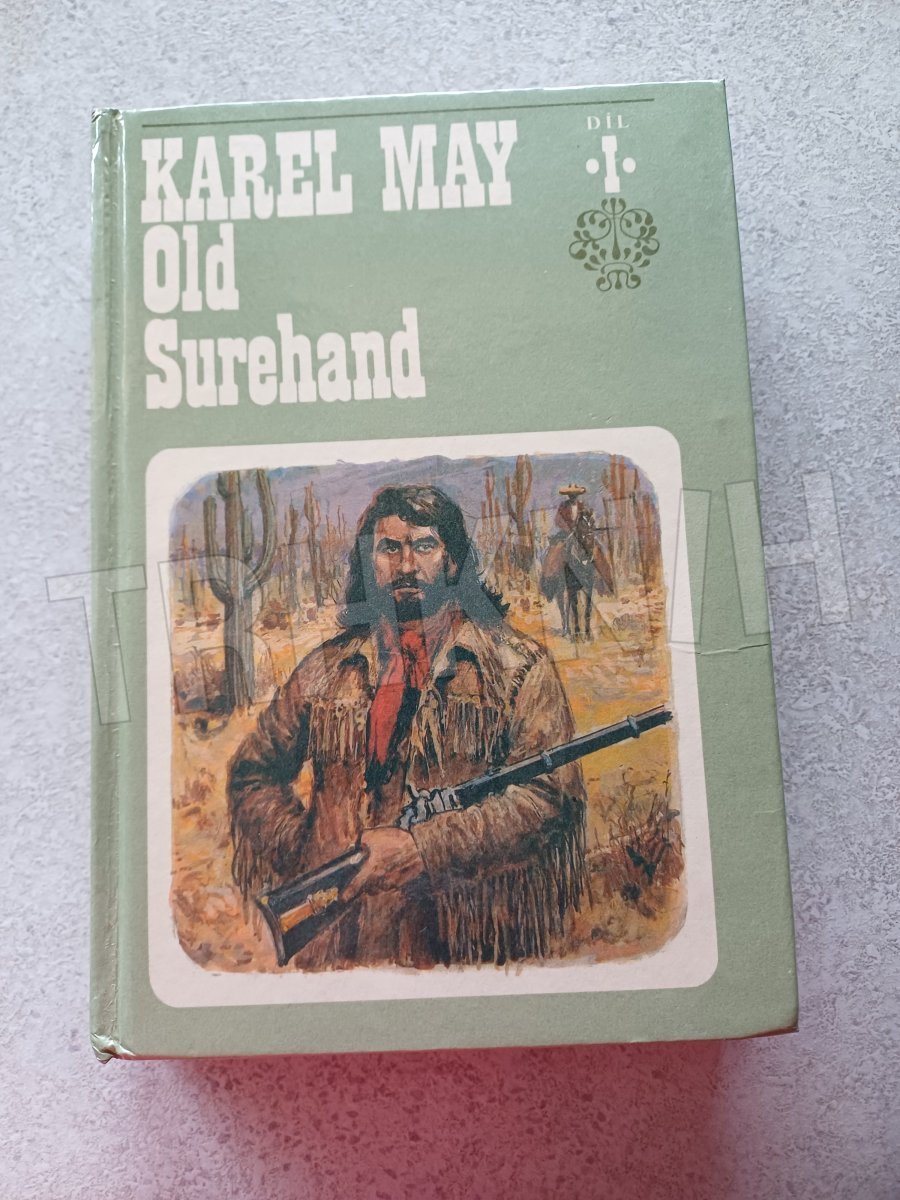 KAREL MAY
Old
Surehand
DÍL
·I·